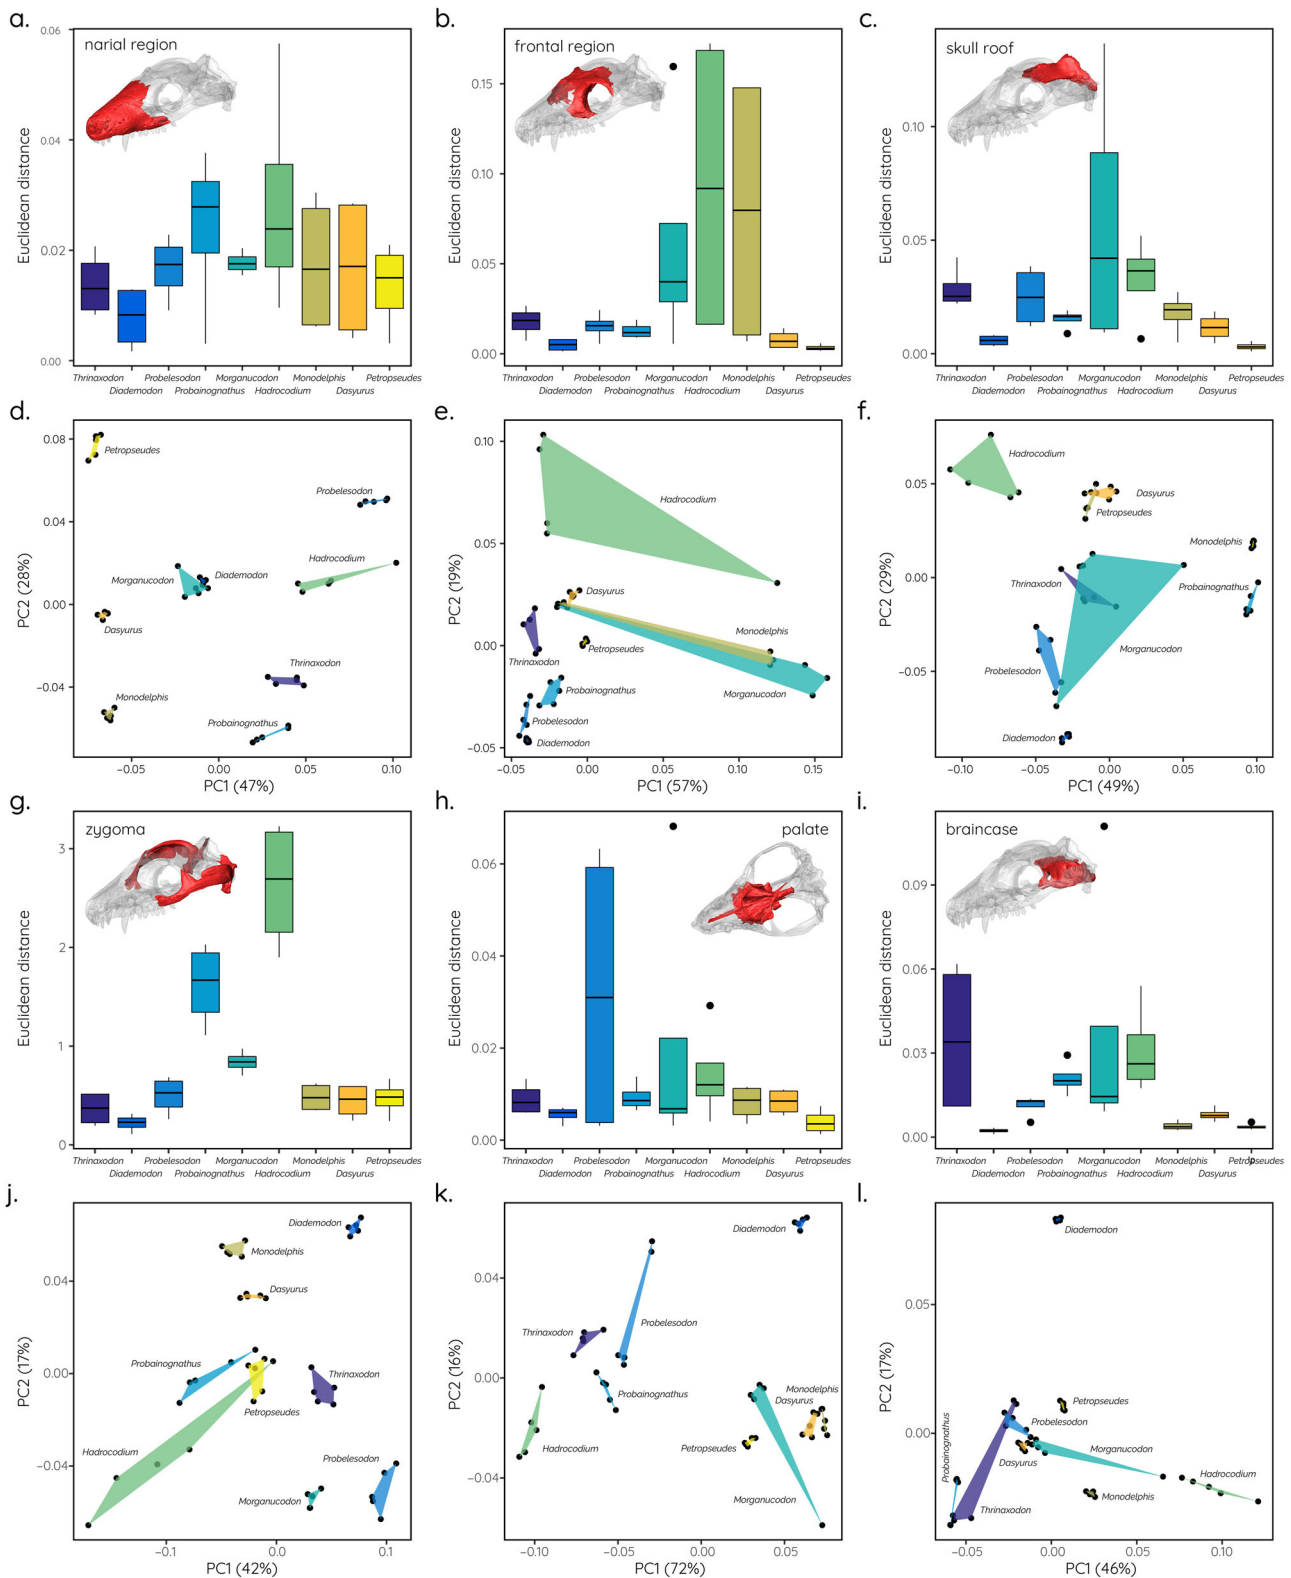 a.
narial region
Euclidean distance
0.06
0.04
0.02
0.00
Thrinaxodon
Diademodon
Probelesodon
Probainognathus
Morganucodon
Hadrocodium
Monodelphis
Dasyurus
Petropseudes
b.
frontal region
Euclidean distance
0.15
0.10
0.05
0.00
Thrinaxodon
Diademodon
Probelesodon
Probainognathus
Morganucodon
Hadrocodium
Monodelphis
Dasyurus
Petropseudes
c.
skull roof
Euclidean distance
0.10
0.05
0.00
Thrinaxodon
Diademodon
Probelesodon
Probainognathus
Morganucodon
Hadrocodium
Monodelphis
Dasyurus
Petropseudes
d.
PC2 (28%)
0.08
0.04
0.00
−0.04
Petropseudes
Probelesodon
Hadrocodium
Morganucodon
Diademodon
Dasyurus
Thrinaxodon
Monodelphis
Probainognathus
−0.05
0.00
0.05
0.10
PC1 (47%)
e.
PC2 (19%)
0.10
0.05
0.00
−0.05
Hadrocodium
Dasyurus
Monodelphis
Petropseudes
Thrinaxodon
Probainognathus
Morganucodon
Probelesodon
Diademodon
−0.05
0.00
0.05
0.10
0.15
PC1 (57%)
f.
PC2 (29%)
0.05
0.00
−0.05
Hadrocodium
Dasyurus
Petropseudes
Monodelphis
Thrinaxodon
Probainognathus
Morganucodon
Probelesodon
Diademodon
−0.10
−0.05
0.00
0.05
0.10
PC1 (49%)
g.
zygoma
Euclidean distance
3
2
1
0
Thrinaxodon
Diademodon
Probelesodon
Probainognathus
Morganucodon
Hadrocodium
Monodelphis
Dasyurus
Petropseudes
h.
palate
Euclidean distance
0.06
0.04
0.02
0.00
Thrinaxodon
Diademodon
Probelesodon
Probainognathus
Morganucodon
Hadrocodium
Monodelphis
Dasyurus
Petropseudes
i.
braincase
Euclidean distance
0.09
0.06
0.03
0.00
Thrinaxodon
Diademodon
Probelesodon
Probainognathus
Morganucodon
Hadrocodium
Monodelphis
Dasyurus
Petropseudes
j.
PC2 (17%)
0.04
0.00
−0.04
Diademodon
Monodelphis
Dasyurus
Probainognathus
Thrinaxodon
Petropseudes
Hadrocodium
Probelesodon
Morganucodon
−0.1
0.0
0.1
PC1 (42%)
k.
PC2 (16%)
0.04
0.00
−0.04
Diademodon
Thrinaxodon
Probelesodon
Probainognathus
Monodelphis
Dasyurus
Hadrocodium
Petropseudes
Morganucodon
−0.10
−0.05
0.00
0.05
PC1 (72%)
l.
PC2 (17%)
0.05
0.00
Diademodon
Petropseudes
Probelesodon
Probainognathus
Morganucodon
Dasyurus
Hadrocodium
Monodelphis
Thrinaxodon
−0.05
0.00
0.05
0.10
PC1 (46%)